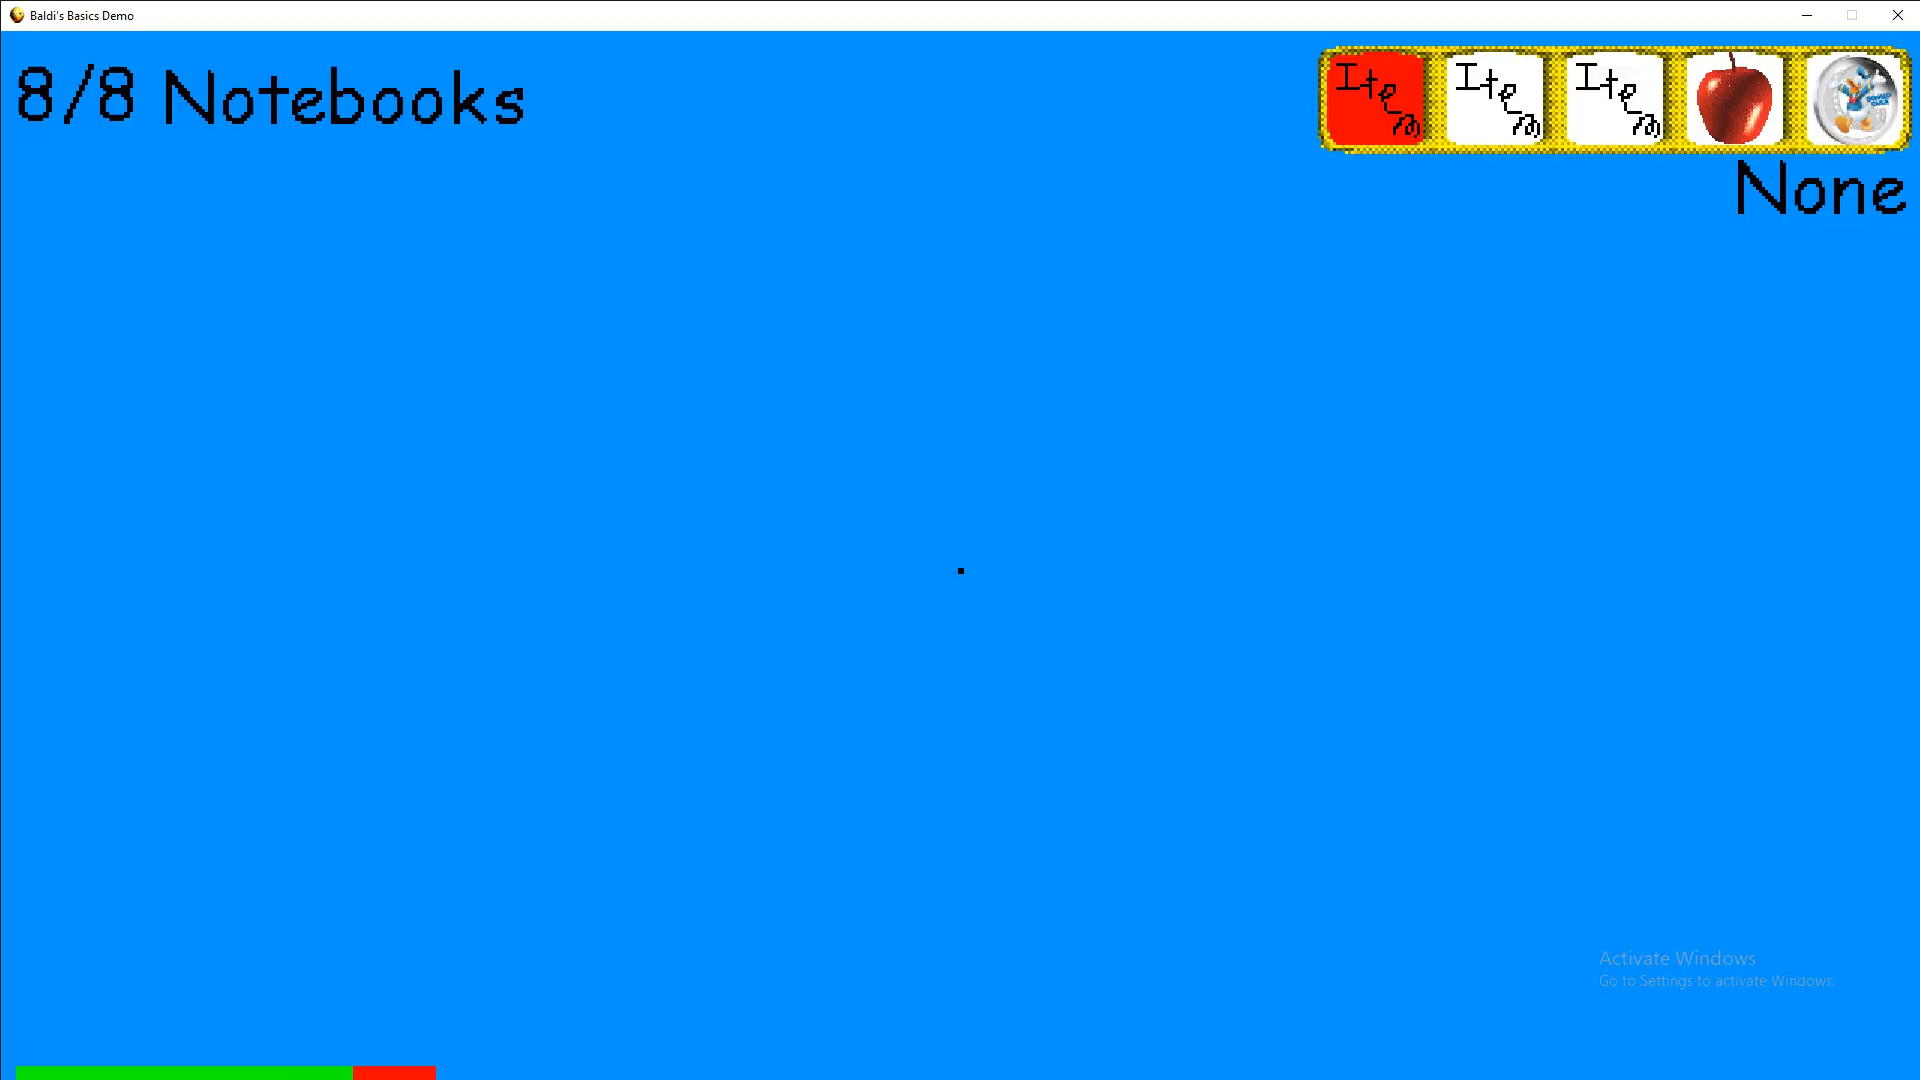 Baldi's Basics Demo
8/8 Notebooks
Item Item Item
None
Activate Windows
Go to Settings to activate Windows.